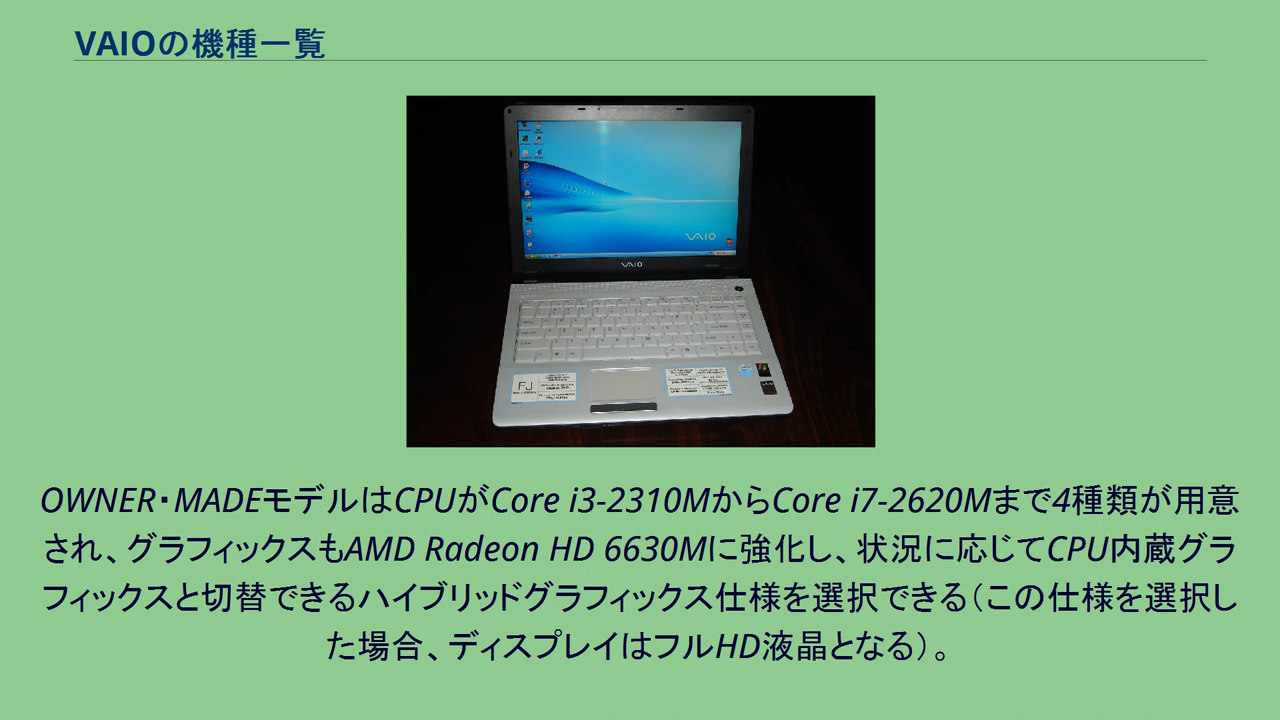 VAIOの機種一覧
VAIO
VAIO
FJ
OWNER・MADEモデルはCPUがCore i3-2310MからCore i7-2620Mまで4種類が用意
され、グラフィックスもAMD Radeon HD 6630Mに強化し、状況に応じてCPU内蔵グラ
フィックスと切替できるハイブリッドグラフィックス仕様を選択できる（この仕様を選択し
た場合、ディスプレイはフルHD液晶となる）。